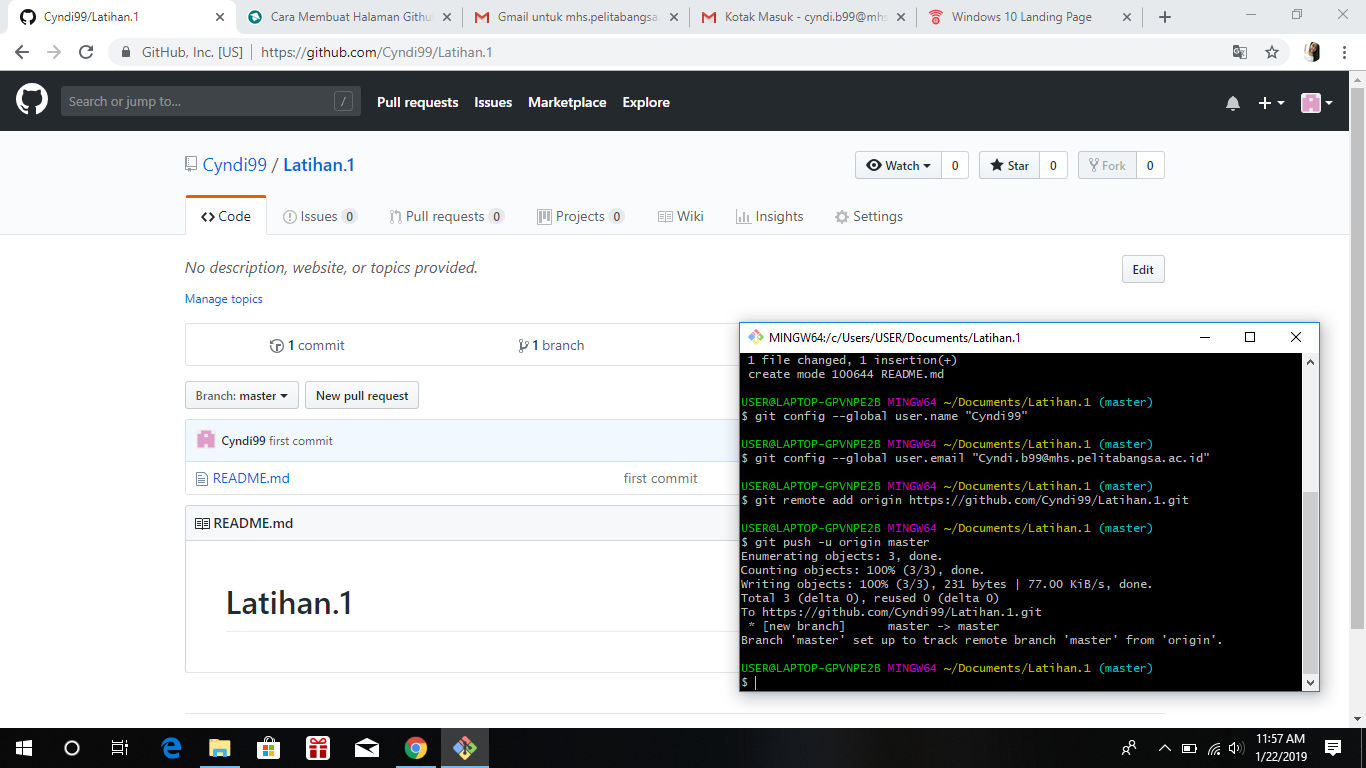 Cyndi99/Latihan.1
Cara Membuat Halaman Githu
Gmail untuk mhs.pelitabangsa.
Kotak Masuk - cyndi.b99@mhs
Windows 10 Landing Page
GitHub, Inc. [US] | https://github.com/Cyndi99/Latihan.1
Search or jump to...
/
Pull requests
Issues
Marketplace
Explore
Cyndi99 / Latihan.1
Watch 0
Star 0
Fork 0
Code
Issues 0
Pull requests 0
Projects 0
Wiki
Insights
Settings
No description, website, or topics provided.
Edit
Manage topics
1 commit
1 branch
Branch: master
New pull request
Cyndi99 first commit
README.md first commit
README.md
Latihan.1
MINGW64:/c/Users/USER/Documents/Latihan.1
1 file changed, 1 insertion(+)
create mode 100644 README.md
USER@LAPTOP-GPVNPE2B MINGW64 ~/Documents/Latihan.1 (master)
$ git config --global user.name "Cyndi99"
USER@LAPTOP-GPVNPE2B MINGW64 ~/Documents/Latihan.1 (master)
$ git config --global user.email "Cyndi.b99@mhs.pelitabangsa.ac.id"
USER@LAPTOP-GPVNPE2B MINGW64 ~/Documents/Latihan.1 (master)
$ git remote add origin https://github.com/Cyndi99/Latihan.1.git
USER@LAPTOP-GPVNPE2B MINGW64 ~/Documents/Latihan.1 (master)
$ git push -u origin master
Enumerating objects: 3, done.
Counting objects: 100% (3/3), done.
Writing objects: 100% (3/3), 231 bytes | 77.00 KiB/s, done.
Total 3 (delta 0), reused 0 (delta 0)
To https://github.com/Cyndi99/Latihan.1.git
* [new branch]      master -> master
Branch 'master' set up to track remote branch 'master' from 'origin'.
USER@LAPTOP-GPVNPE2B MINGW64 ~/Documents/Latihan.1 (master)
$
11:57 AM
1/22/2019